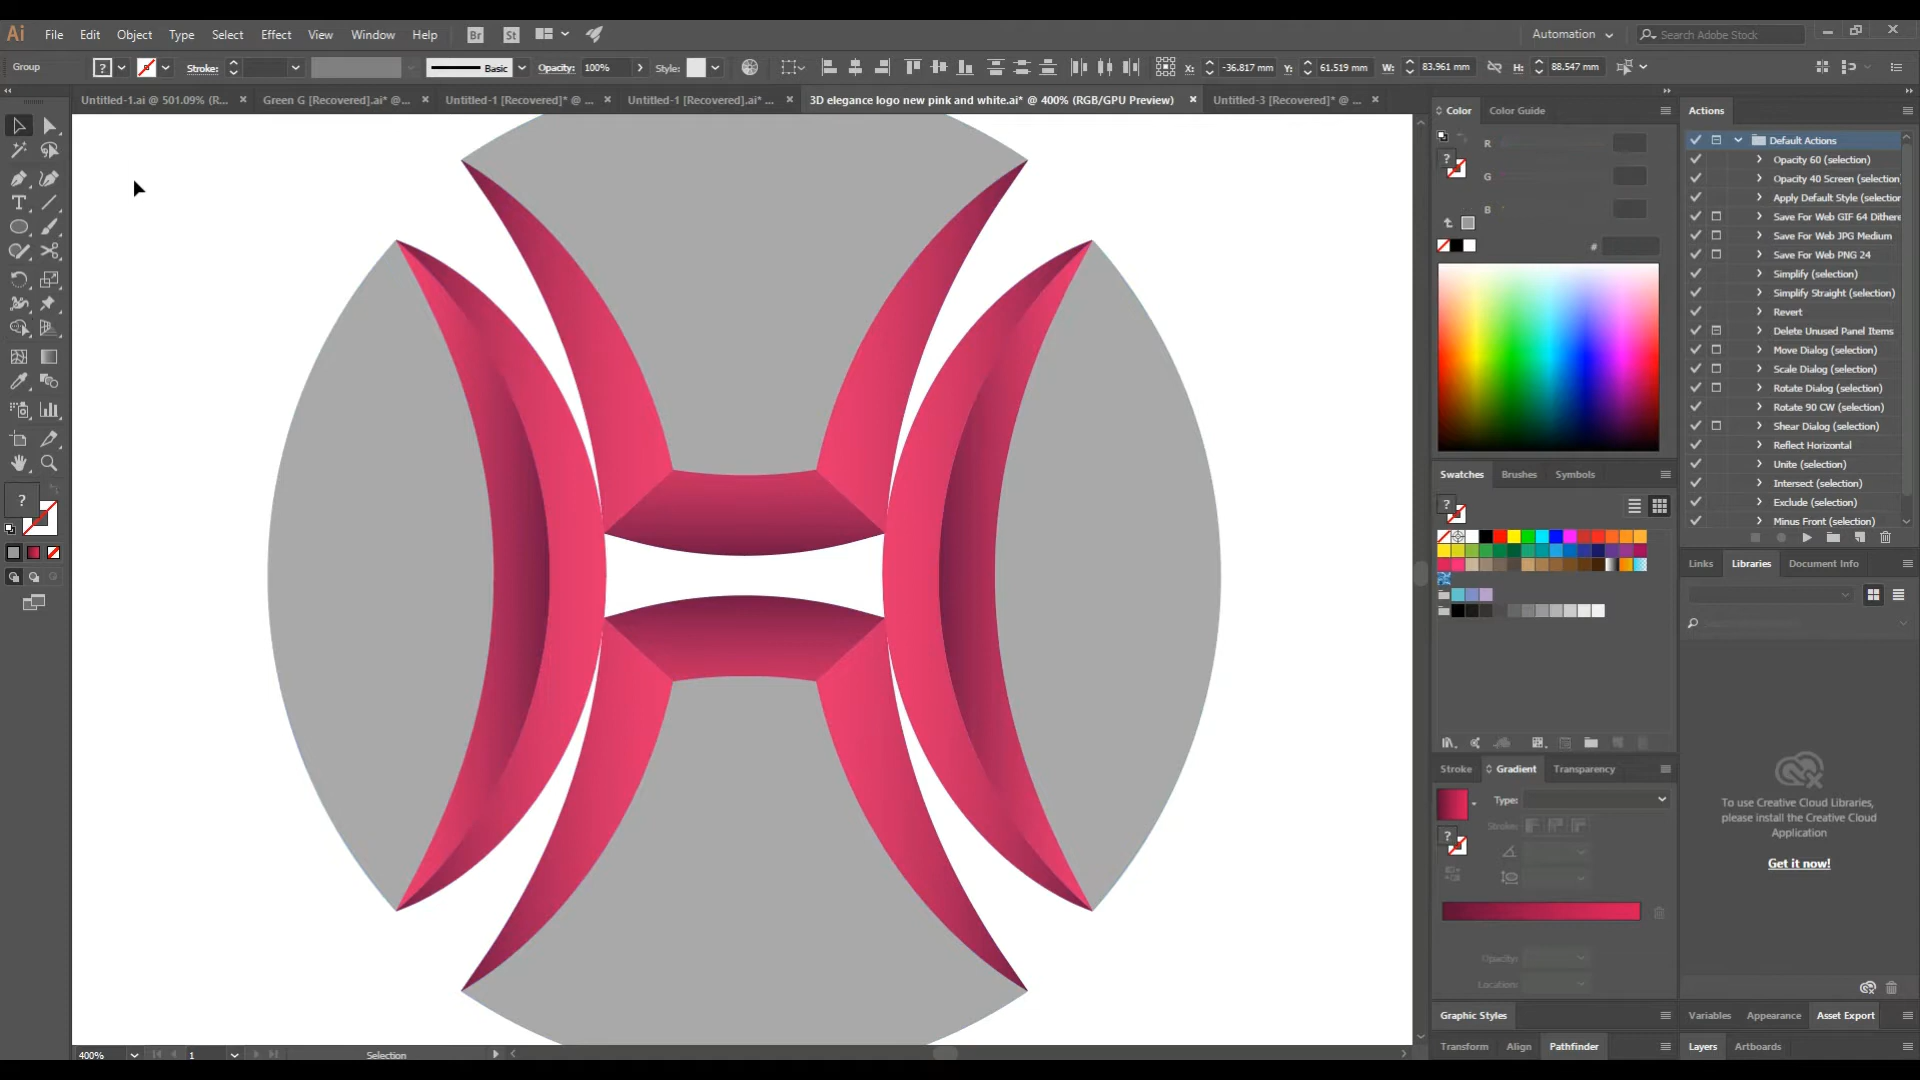 Ai File Edit Object Type Select Effect View Window Help Br St Automation Search Adobe Stock
Group ? Stroke: Basic Opacity: 100% Style: X: -36.817 mm Y: 61.519 mm W: 83.961 mm H: 88.547 mm
Untitled-1.ai @ 501.09% (R... × Green G [Recovered].ai* @... × Untitled-1 [Recovered]* @ ... × Untitled-1 [Recovered].ai* ... × 3D elegance logo new pink and white.ai* @ 400% (RGB/GPU Preview) × Untitled-3 [Recovered]* @ ... ×
Color Color Guide
R
G
B
#
Swatches Brushes Symbols
Stroke Gradient Transparency
Type:
Stroke:
Opacity:
Location:
Graphic Styles
Transform Align Pathfinder
Actions
Default Actions
Opacity 60 (selection)
Opacity 40 Screen (selection)
Apply Default Style (selection
Save For Web GIF 64 Dithere
Save For Web JPG Medium
Save For Web PNG 24
Simplify (selection)
Simplify Straight (selection)
Revert
Delete Unused Panel Items
Move Dialog (selection)
Scale Dialog (selection)
Rotate Dialog (selection)
Rotate 90 CW (selection)
Shear Dialog (selection)
Reflect Horizontal
Unite (selection)
Intersect (selection)
Exclude (selection)
Minus Front (selection)
Links Libraries Document Info
To use Creative Cloud Libraries,
please install the Creative Cloud
Application
Get it now!
Variables Appearance Asset Export
Layers Artboards
400% 1 Selection